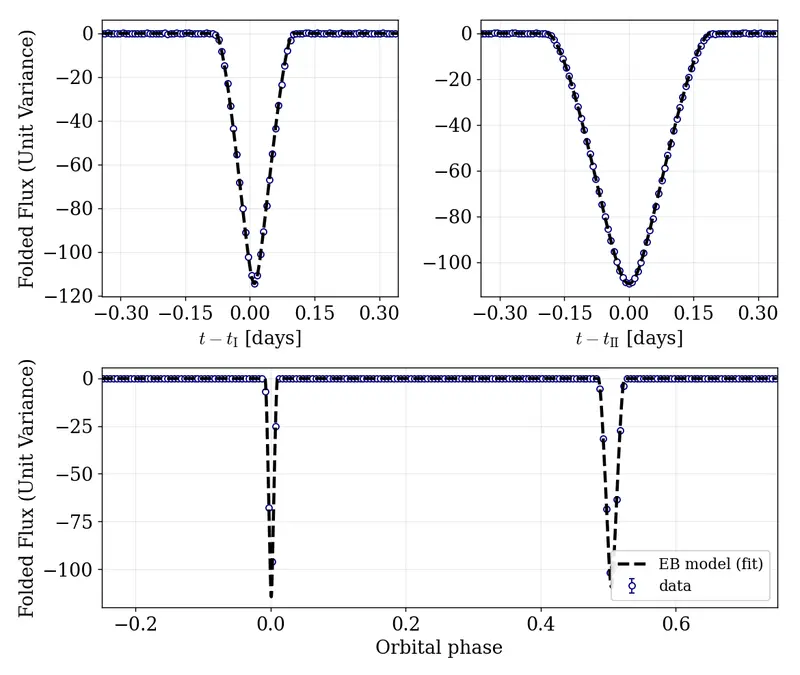 Folded Flux (Unit Variance)
0
−20
−40
−60
−80
−100
−120
−0.30 −0.15 0.00 0.15 0.30
t − tI [days]
0
−20
−40
−60
−80
−100
−0.30 −0.15 0.00 0.15 0.30
t − tII [days]
Folded Flux (Unit Variance)
0
−25
−50
−75
−100
−0.2 0.0 0.2 0.4 0.6
Orbital phase
EB model (fit)
data